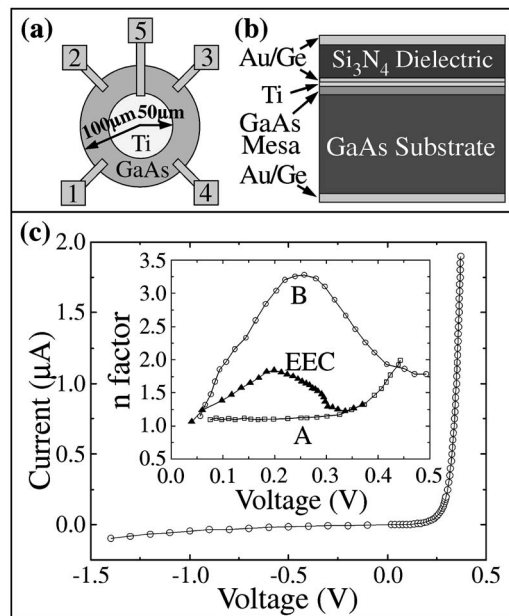 (a)
5
2
3
100μm
50μm
Ti
GaAs
1
4
(b)
Au/Ge
Si3N4 Dielectric
Ti
GaAs
Mesa
GaAs Substrate
Au/Ge
(c)
2.0
1.5
1.0
0.5
0.0
Current (μA)
-1.5
-1.0
-0.5
0.0
0.5
Voltage (V)
3.5
3.0
2.5
2.0
1.5
1.0
0.5
n factor
B
EEC
A
0.0
0.1
0.2
0.3
0.4
0.5
Voltage (V)